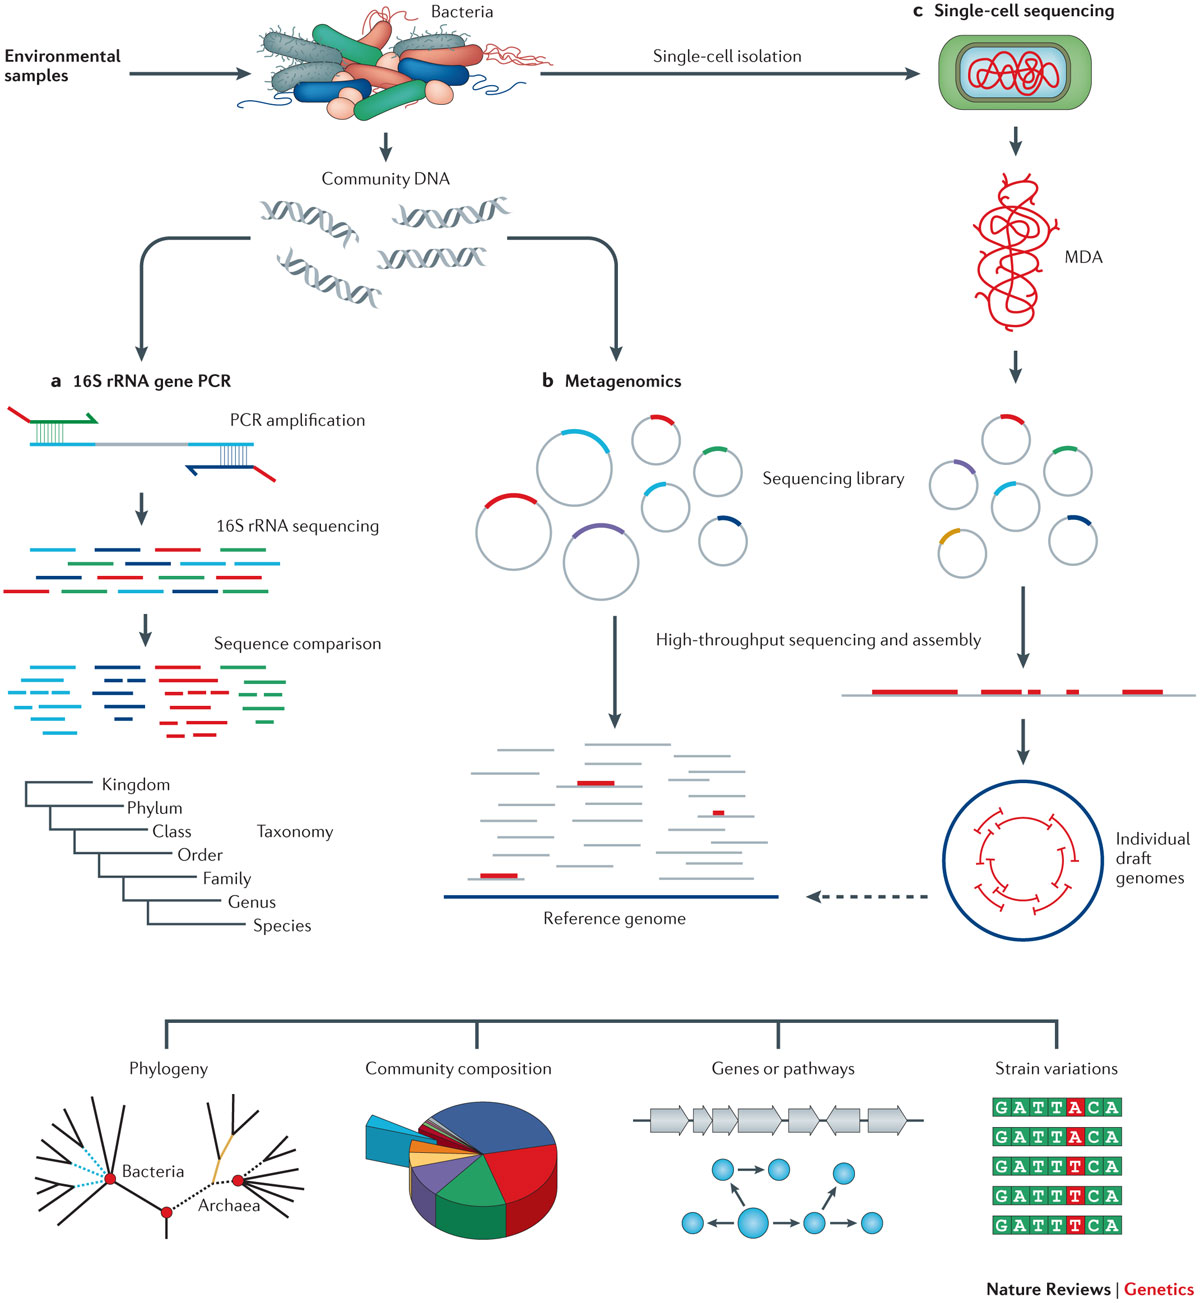 Bacteria
c Single-cell sequencing
Environmental
samples
Single-cell isolation
Community DNA
MDA
a 16S rRNA gene PCR
b Metagenomics
PCR amplification
Sequencing library
16S rRNA sequencing
High-throughput sequencing and assembly
Sequence comparison
Kingdom
Phylum
Class
Taxonomy
Order
Family
Genus
Species
Individual
draft
genomes
Reference genome
Phylogeny
Community composition
Genes or pathways
Strain variations
Bacteria
Archaea
GATTACA
GATTACA
GATTTCA
GATTTCA
GATTTCA
Nature Reviews | Genetics